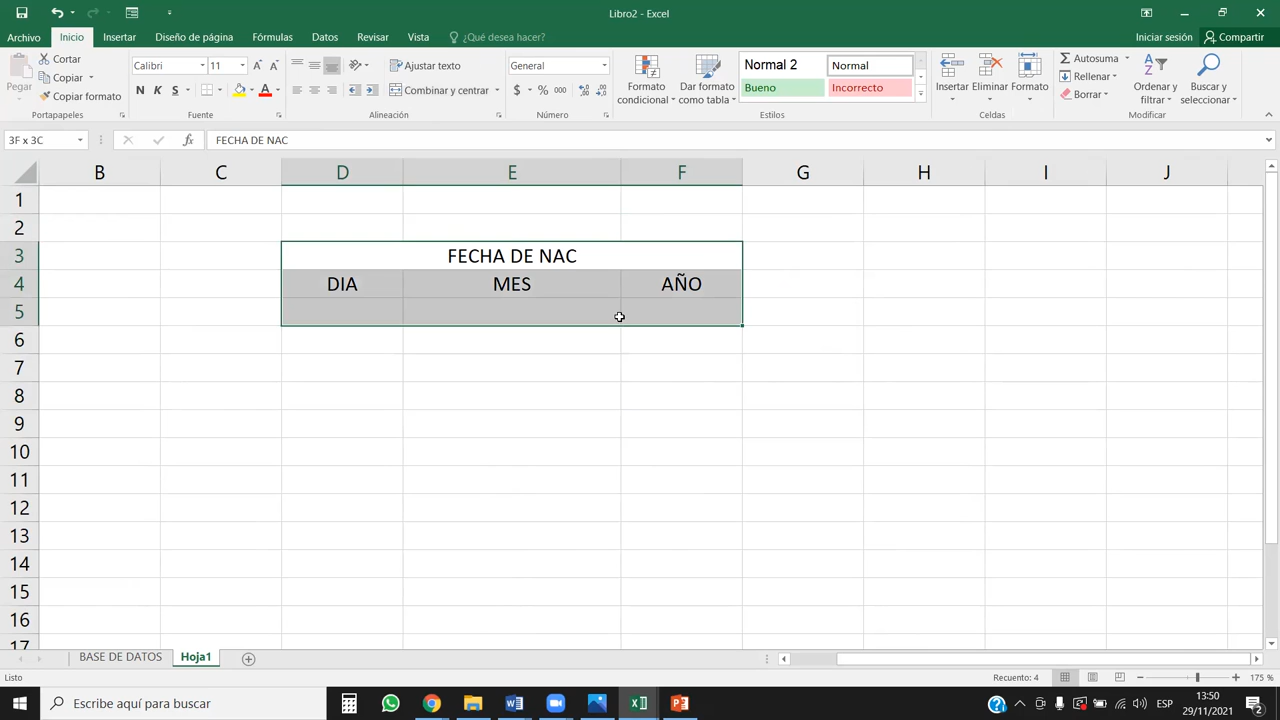 Libro2 - Excel
Archivo Inicio Insertar Diseño de página Fórmulas Datos Revisar Vista ¿Qué desea hacer? Iniciar sesión Compartir
Pegar
Cortar
Copiar
Copiar formato
Portapapeles
Calibri 11
N K S
Fuente
Ajustar texto
Combinar y centrar
Alineación
General
$ % 000
Número
Formato condicional
Dar formato como tabla
Normal 2 Normal
Bueno Incorrecto
Estilos
Insertar Eliminar Formato
Celdas
Autosuma
Rellenar
Borrar
Ordenar y filtrar
Buscar y seleccionar
Modificar
3F x 3C fx FECHA DE NAC
B C D E F G H I J
1
2
3 FECHA DE NAC
4 DIA MES AÑO
5
6
7
8
9
10
11
12
13
14
15
16
17
BASE DE DATOS Hoja1
Listo Recuento: 4 175 %
Escribe aquí para buscar
ESP
13:50
29/11/2021